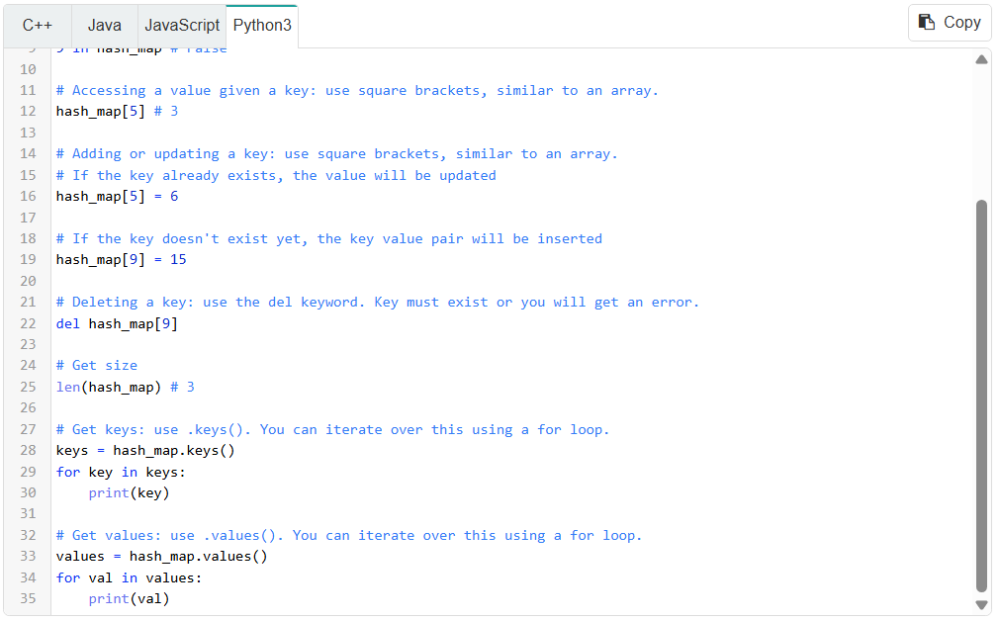 C++ Java JavaScript Python3 Copy
9 9 in hash_map # False
10
11 # Accessing a value given a key: use square brackets, similar to an array.
12 hash_map[5] # 3
13
14 # Adding or updating a key: use square brackets, similar to an array.
15 # If the key already exists, the value will be updated
16 hash_map[5] = 6
17
18 # If the key doesn't exist yet, the key value pair will be inserted
19 hash_map[9] = 15
20
21 # Deleting a key: use the del keyword. Key must exist or you will get an error.
22 del hash_map[9]
23
24 # Get size
25 len(hash_map) # 3
26
27 # Get keys: use .keys(). You can iterate over this using a for loop.
28 keys = hash_map.keys()
29 for key in keys:
30     print(key)
31
32 # Get values: use .values(). You can iterate over this using a for loop.
33 values = hash_map.values()
34 for val in values:
35     print(val)